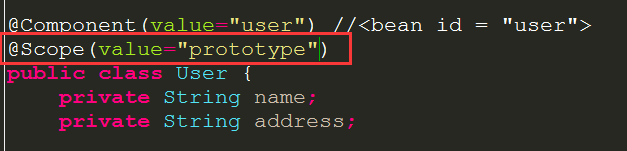 @Component(value="user") //<bean id = "user">
@Scope(value="prototype")
public class User {
private String name;
private String address;